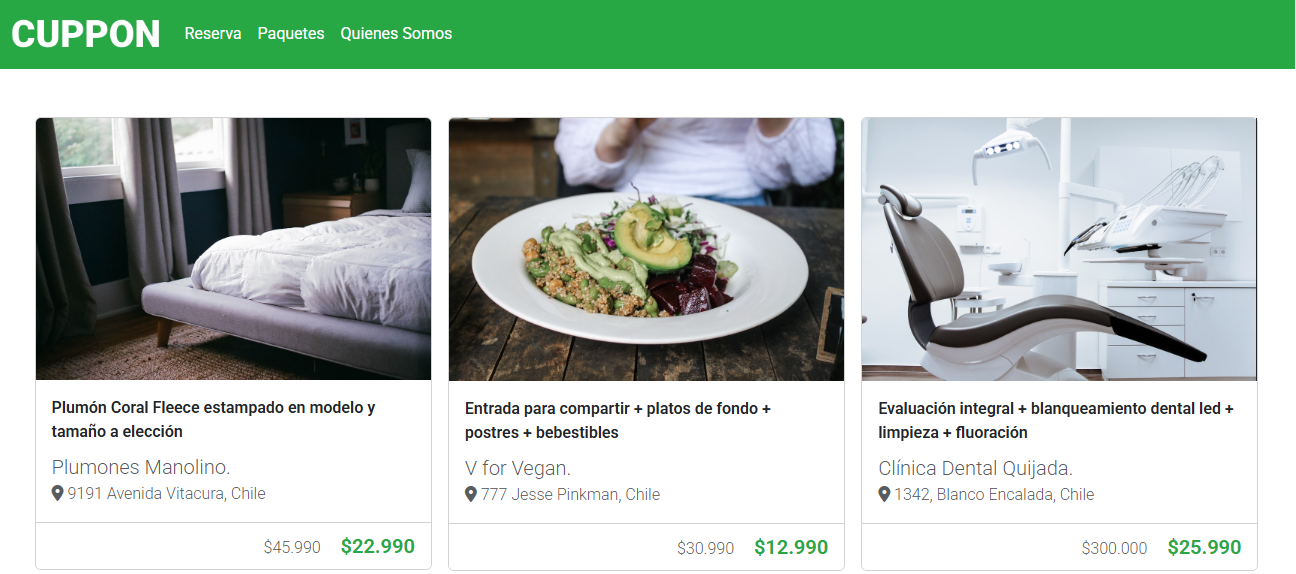 CUPPON Reserva Paquetes Quienes Somos
Plumón Coral Fleece estampado en modelo y
tamaño a elección
Plumones Manolino.
9191 Avenida Vitacura, Chile
$45.990 $22.990
Entrada para compartir + platos de fondo +
postres + bebestibles
V for Vegan.
777 Jesse Pinkman, Chile
$30.990 $12.990
Evaluación integral + blanqueamiento dental led +
limpieza + fluoración
Clínica Dental Quijada.
1342, Blanco Encalada, Chile
$300.000 $25.990